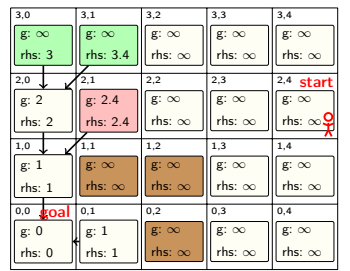 3,0 3,1 3,2 3,3 3,4
g: ∞ g: ∞ g: ∞ g: ∞ g: ∞
rhs: 3 rhs: 3.4 rhs: ∞ rhs: ∞ rhs: ∞
2,0 2,1 2,2 2,3 2,4 start
g: 2 g: 2.4 g: ∞ g: ∞ g: ∞
rhs: 2 rhs: 2.4 rhs: ∞ rhs: ∞ rhs: ∞
1,0 1,1 1,2 1,3 1,4
g: 1 g: ∞ g: ∞ g: ∞ g: ∞
rhs: 1 rhs: ∞ rhs: ∞ rhs: ∞ rhs: ∞
0,0 goal 0,1 0,2 0,3 0,4
g: 0 g: 1 g: ∞ g: ∞ g: ∞
rhs: 0 rhs: 1 rhs: ∞ rhs: ∞ rhs: ∞